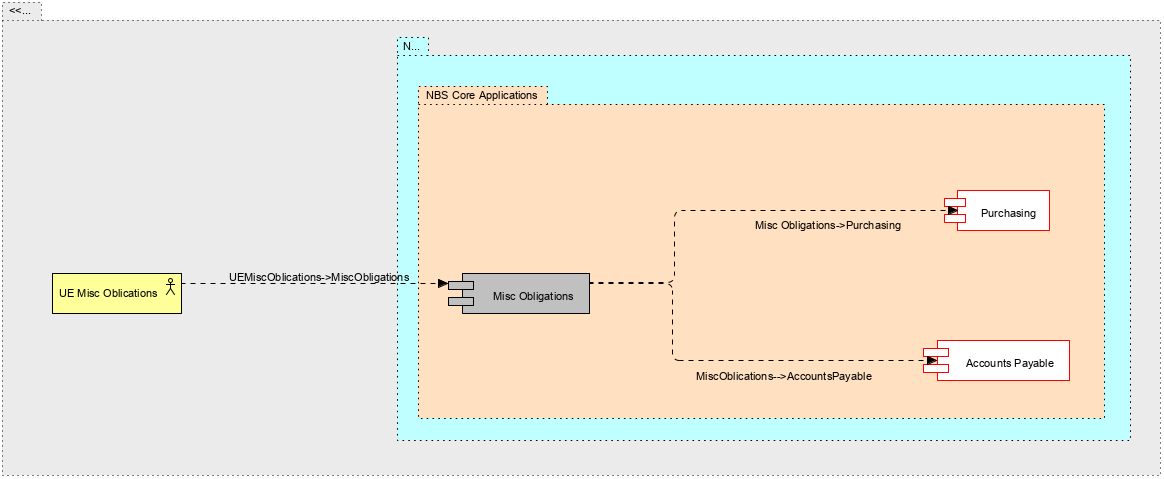 <<...
N...
NBS Core Applications
Purchasing
Misc Obligations->Purchasing
UEMiscOblications->MiscObligations
UE Misc Oblications
Misc Obligations
Accounts Payable
MiscOblications-->AccountsPayable